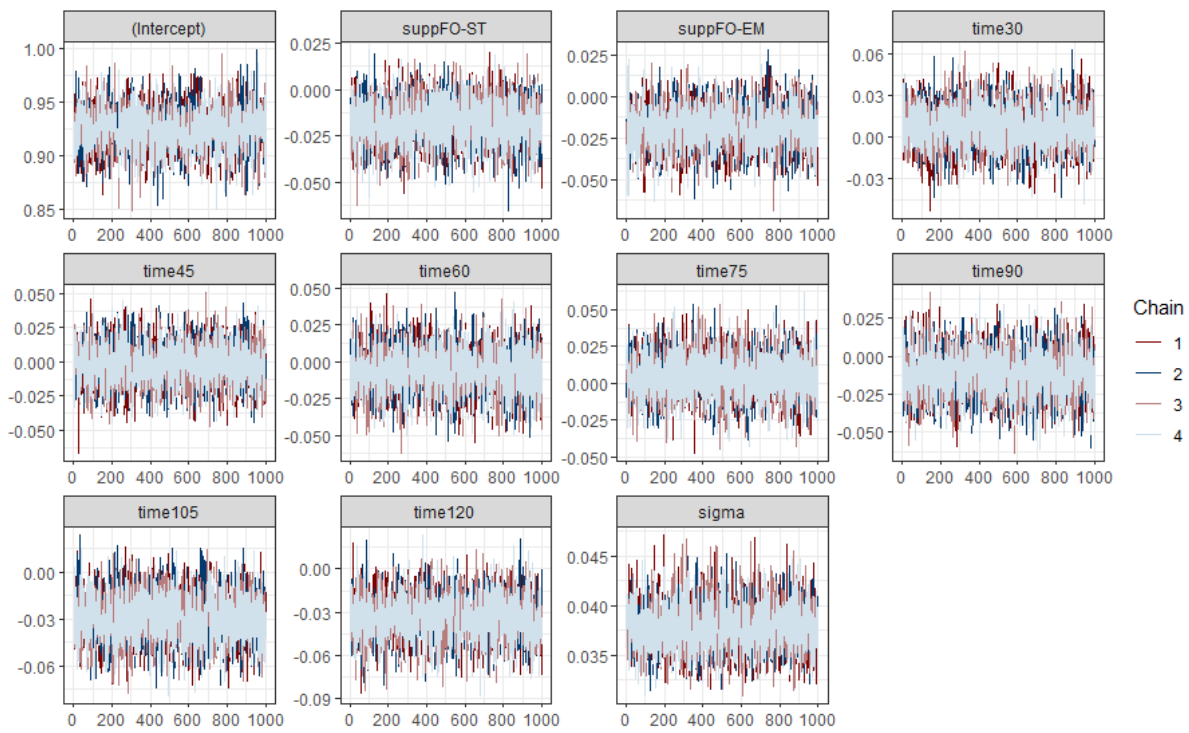 (Intercept) suppFO-ST suppFO-EM time30
1.00 0.025 0.025 0.06
0.95 0.000 0.000 0.03
0.90 -0.025 -0.025 0.00
0.85 -0.050 -0.050 -0.03
0 200 400 600 800 1000 0 200 400 600 800 1000 0 200 400 600 800 1000 0 200 400 600 800 1000
time45 time60 time75 time90
0.050 0.050 0.050 0.025
0.025 0.025 0.025 0.000
0.000 0.000 0.000 -0.025
-0.025 -0.025 -0.025 -0.050
-0.050 -0.050 -0.050
0 200 400 600 800 1000 0 200 400 600 800 1000 0 200 400 600 800 1000 0 200 400 600 800 1000
time105 time120 sigma
0.00 0.00 0.045
-0.03 -0.03 0.040
-0.06 -0.06 0.035
-0.09
0 200 400 600 800 1000 0 200 400 600 800 1000 0 200 400 600 800 1000
Chain
1
2
3
4